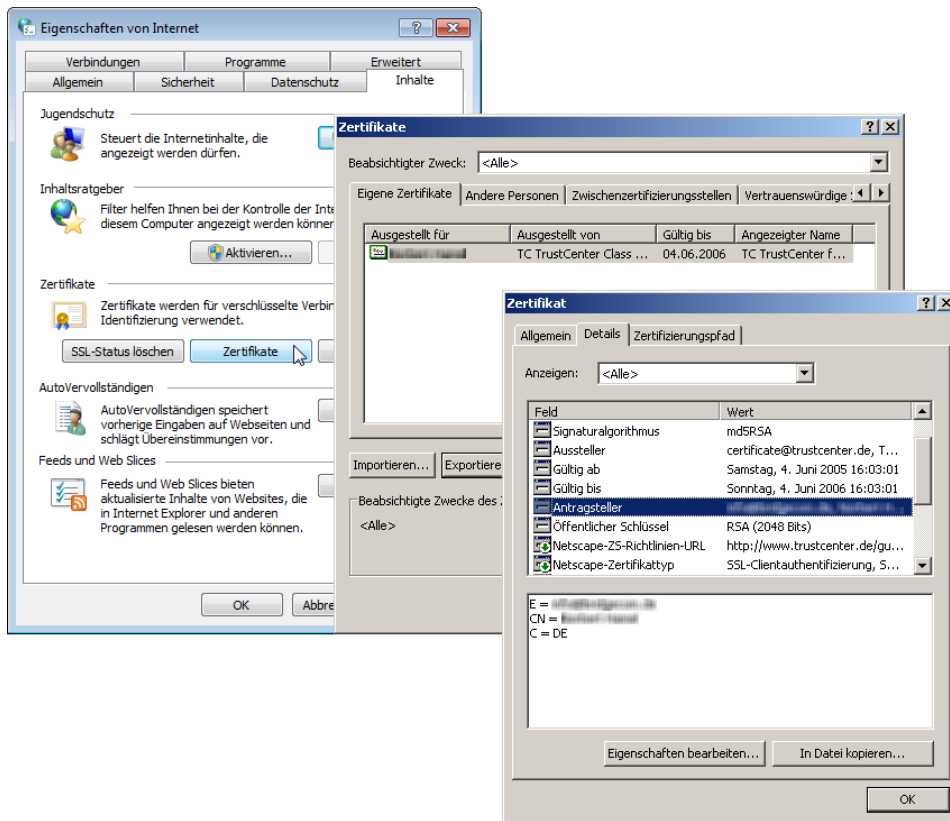 Eigenschaften von Internet
Verbindungen Programme Erweitert
Allgemein Sicherheit Datenschutz Inhalte
Jugendschutz
Steuert die Internetinhalte, die
angezeigt werden dürfen.
Inhaltsratgeber
Filter helfen Ihnen bei der Kontrolle der Inte
diesem Computer angezeigt werden könner
Aktivieren...
Zertifikate
Zertifikate werden für verschlüsselte Verbin
Identifizierung verwendet.
SSL-Status löschen Zertifikate
AutoVervollständigen
AutoVervollständigen speichert
vorherige Eingaben auf Webseiten und
schlägt Übereinstimmungen vor.
Feeds und Web Slices
Feeds und Web Slices bieten
aktualisierte Inhalte von Websites, die
in Internet Explorer und anderen
Programmen gelesen werden können.
OK Abbre
Zertifikate
Beabsichtigter Zweck: <Alle>
Eigene Zertifikate Andere Personen Zwischenzertifizierungsstellen Vertrauenswürdige
Ausgestellt für Ausgestellt von Gültig bis Angezeigter Name
TC TrustCenter Class ... 04.06.2006 TC TrustCenter f...
Importieren... Exportiere
Beabsichtigte Zwecke des
<Alle>
Zertifikat
Allgemein Details Zertifizierungspfad
Anzeigen: <Alle>
Feld Wert
Signaturalgorithmus md5RSA
Aussteller certificate@trustcenter.de, T...
Gültig ab Samstag, 4. Juni 2005 16:03:01
Gültig bis Sonntag, 4. Juni 2006 16:03:01
Antragsteller
Öffentlicher Schlüssel RSA (2048 Bits)
Netscape-ZS-Richtlinien-URL http://www.trustcenter.de/gu...
Netscape-Zertifikattyp SSL-Clientauthentifizierung, S...
E =
CN =
C = DE
Eigenschaften bearbeiten... In Datei kopieren...
OK